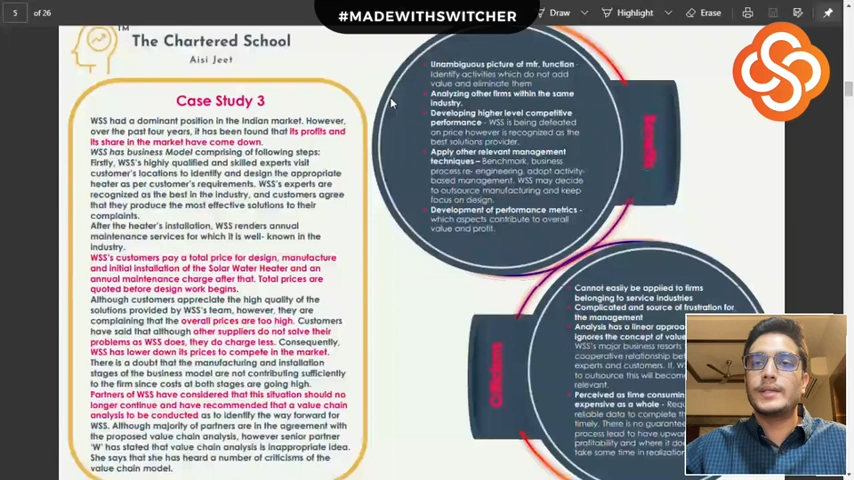 5 of 26
#MADEWITHSWITCHER
Draw
Highlight
Erase
TM
The Chartered School
Aisi Jeet
Case Study 3
WSS had a dominant position in the Indian market. However,
over the past four years, it has been found that its profits and
its share in the market have come down.
WSS has business Model comprising of following steps:
Firstly, WSS's highly qualified and skilled experts visit
customer's locations to identify and design the appropriate
heater as per customer's requirements. WSS's experts are
recognized as the best in the industry, and customers agree
that they produce the most effective solutions to their
complaints.
After the heater's installation, WSS renders annual
maintenance services for which it is well- known in the
industry.
WSS's customers pay a total price for design, manufacture
and initial installation of the Solar Water Heater and an
annual maintenance charge after that. Total prices are
quoted before design work begins.
Although customers appreciate the high quality of the
solutions provided by WSS's team, however, they are
complaining that the overall prices are too high. Customers
have said that although other suppliers do not solve their
problems as WSS does, they do charge less. Consequently,
WSS has lower down its prices to compete in the market.
There is a doubt that the manufacturing and installation
stages of the business model are not contributing sufficiently
to the firm since costs at both stages are going high.
Partners of WSS have considered that this situation should no
longer continue and have recommended that a value chain
analysis to be conducted as to identify the way forward for
WSS. Although majority of partners are in the agreement with
the proposed value chain analysis, however senior partner
'W' has stated that value chain analysis is inappropriate idea.
She says that she has heard a number of criticisms of the
value chain model.
Unambiguous picture of mfr. function -
Identify activities which do not add
value and eliminate them
Analyzing other firms within the same
industry.
Developing higher level competitive
performance - WSS is being defeated
on price however is recognized as the
best solutions provider.
Apply other relevant management
techniques – Benchmark, business
process re- engineering, adopt activity-
based management. WSS may decide
to outsource manufacturing and keep
focus on design.
Development of performance metrics -
which aspects contribute to overall
value and profit.
Benefits
Cannot easily be applied to firms
belonging to service industries
Complicated and source of frustration for
the management
Analysis has a linear approa
ignores the concept of value
WSS's major business resorts
cooperative relationship betw
experts and customers. If, W
to outsource this will become
relevant.
Perceived as time consumin
expensive as a whole - Requ
reliable data to complete th
timely. There is no guarante
process lead to have upwar
profitability and where it do
take some time in realization
Criticisms